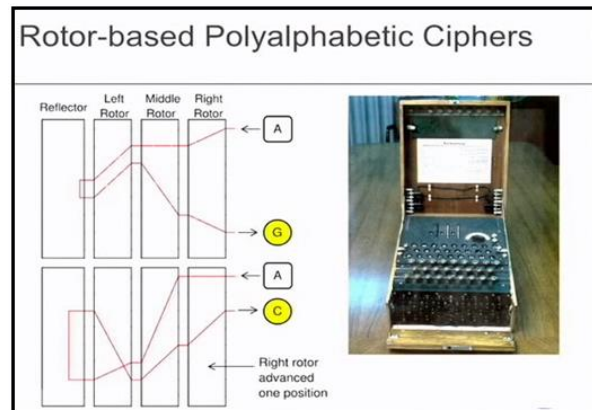 Rotor-based Polyalphabetic Ciphers
Reflector
Left
Rotor
Middle
Rotor
Right
Rotor
A
G
A
C
Right rotor
advanced
one position